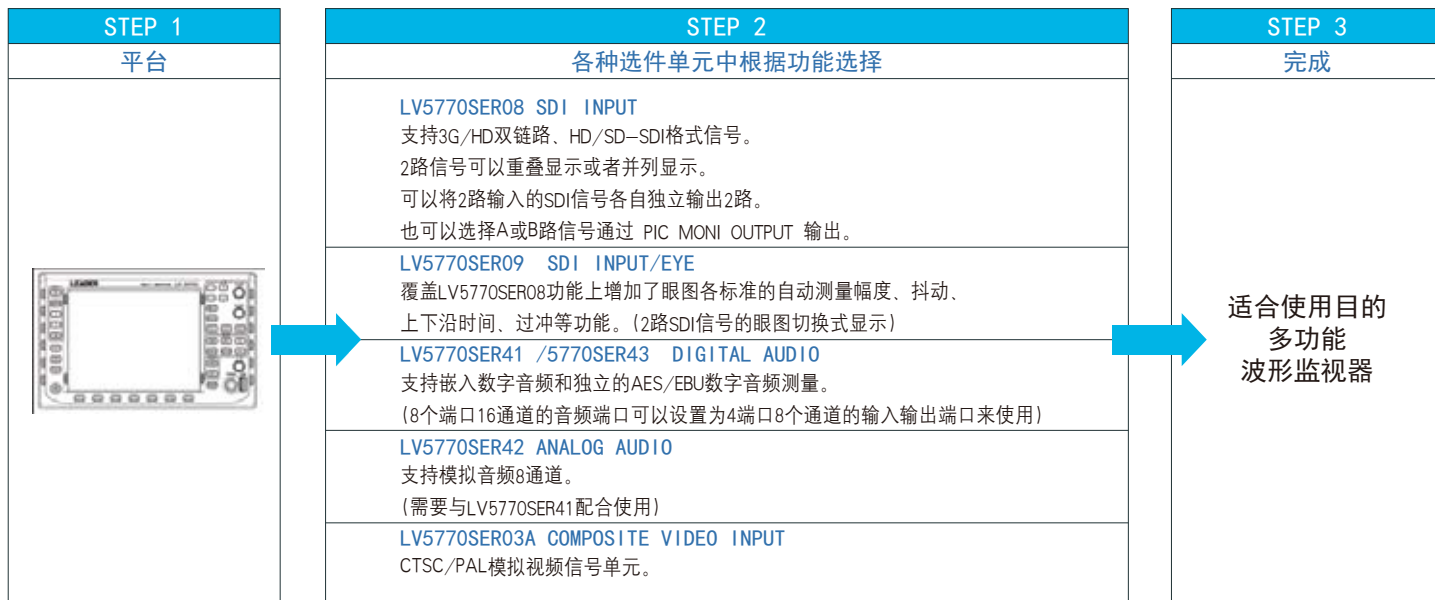 STEP 1
平台
LEADER
STEP 2
各种选件单元中根据功能选择
LV5770SER08 SDI INPUT
支持3G/HD双链路、HD/SD-SDI格式信号。
2路信号可以重叠显示或者并列显示。
可以将2路输入的SDI信号各自独立输出2路。
也可以选择A或B路信号通过 PIC MONI OUTPUT 输出。
LV5770SER09 SDI INPUT/EYE
覆盖LV5770SER08功能上增加了眼图各标准的自动测量幅度、抖动、
上下沿时间、过冲等功能。(2路SDI信号的眼图切换式显示)
LV5770SER41 /5770SER43 DIGITAL AUDIO
支持嵌入数字音频和独立的AES/EBU数字音频测量。
(8个端口16通道的音频端口可以设置为4端口8个通道的输入输出端口来使用)
LV5770SER42 ANALOG AUDIO
支持模拟音频8通道。
(需要与LV5770SER41配合使用)
LV5770SER03A COMPOSITE VIDEO INPUT
CTSC/PAL模拟视频信号单元。
STEP 3
完成
适合使用目的
多功能
波形监视器